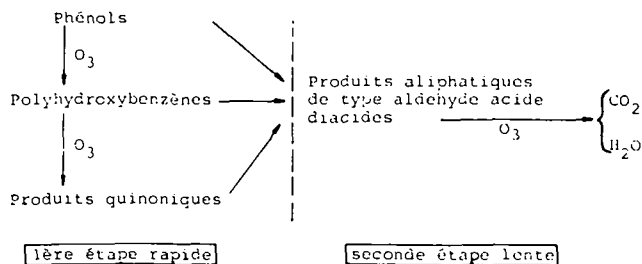 Phénols
O3
Polyhydroxybenzènes
O3
Produits quinoniques
Produits aliphatiques
de type aldehyde acide
diacides
O3
CO2
H2O
1ère étape rapide
seconde étape lente